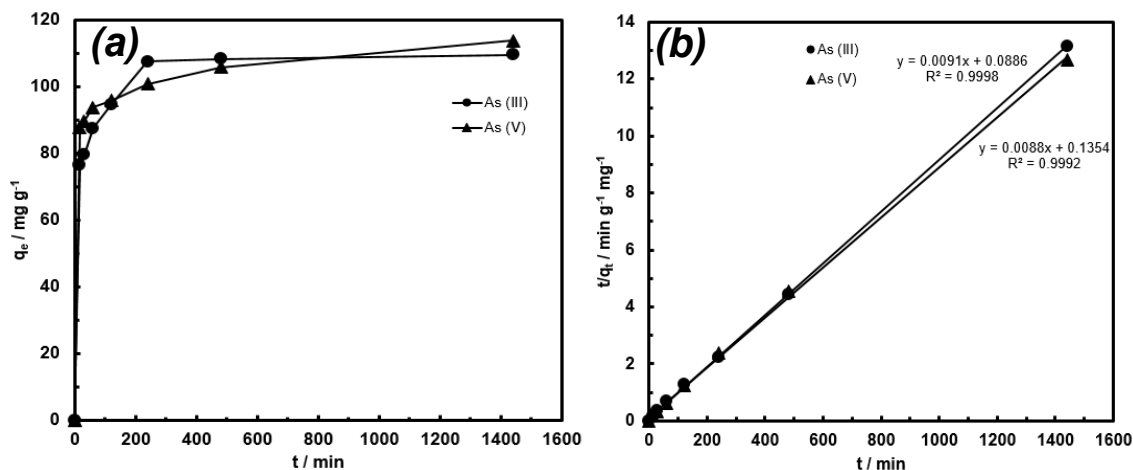 (a)
120
100
80
60
40
20
0
qₑ / mg g⁻¹
As (III)
As (V)
0 200 400 600 800 1000 1200 1400 1600
t / min
(b)
14
12
10
8
6
4
2
0
t/qₜ / min g⁻¹ mg⁻¹
As (III)
As (V)
y = 0.0091x + 0.0886
R² = 0.9998
y = 0.0088x + 0.1354
R² = 0.9992
0 200 400 600 800 1000 1200 1400 1600
t / min